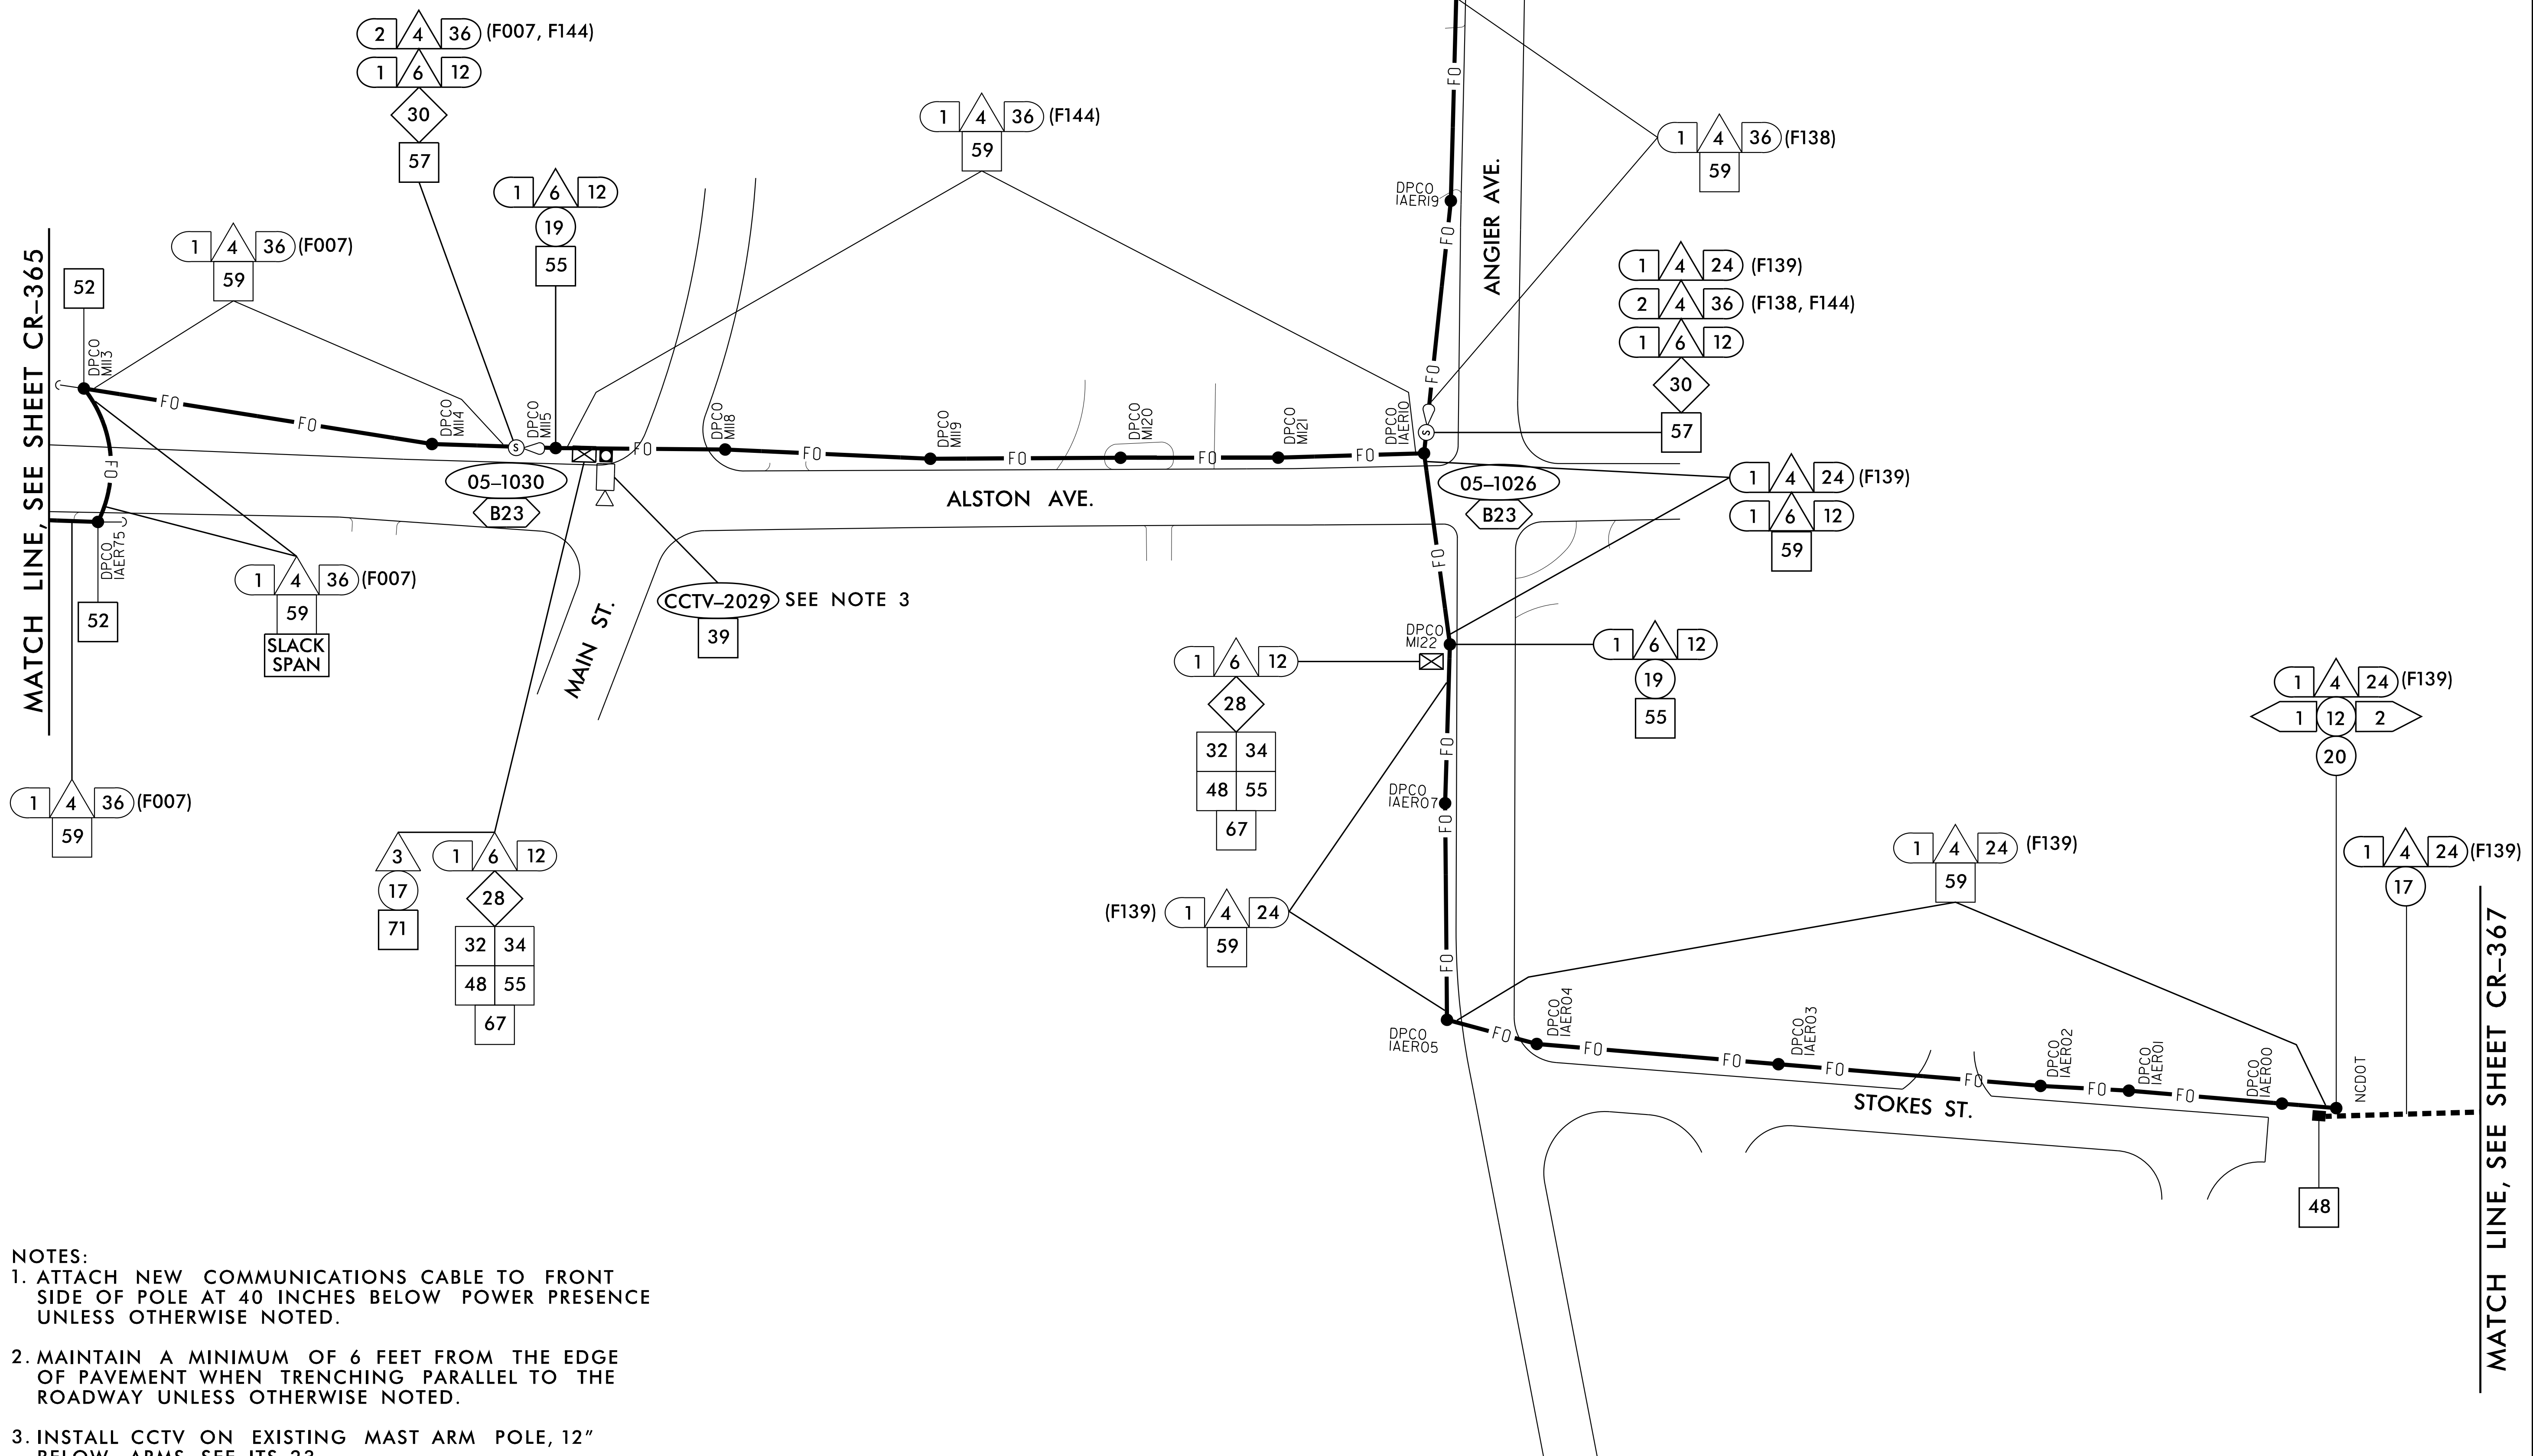 2 4 36 (F007, F144)
1 6 12
30
57
1 6 12
19
55
1 4 36 (F007)
59
52
DPCO
M113
MATCH LINE, SEE SHEET CR–365
FO
FO
DPCO
M114
S
DPCO
M115
FO
DPCO
IAER75
52
1 4 36 (F007)
59
SLACK
SPAN
1 4 36 (F007)
59
05–1030
B23
1 4 36 (F144)
59
FO
DPCO
M118
FO
DPCO
M119
FO
DPCO
M120
FO
DPCO
M121
FO
DPCO
IAER10
ALSTON AVE.
MAIN ST.
CCTV–2029 SEE NOTE 3
39
3
17
71
1 6 12
28
32 34
48 55
67
FO
DPCO
IAER19
FO
FO
S
ANGIER AVE.
1 4 36 (F138)
59
1 4 24 (F139)
2 4 36 (F138, F144)
1 6 12
30
57
05–1026
B23
1 4 24 (F139)
1 6 12
59
FO
DPCO
M122
1 6 12
28
32 34
48 55
67
1 6 12
19
55
FO
DPCO
IAER07
FO
(F139) 1 4 24
59
FO
DPCO
IAER05
FO
DPCO
IAER04
FO
FO
DPCO
IAER03
FO
FO
DPCO
IAER02
FO
DPCO
IAER01
FO
DPCO
IAER00
NCDOT
STOKES ST.
1 4 24 (F139)
59
1 4 24 (F139)
1 12 2
20
1 4 24 (F139)
17
48
MATCH LINE, SEE SHEET CR–367
NOTES:
1. ATTACH NEW COMMUNICATIONS CABLE TO FRONT
SIDE OF POLE AT 40 INCHES BELOW POWER PRESENCE
UNLESS OTHERWISE NOTED.
2. MAINTAIN A MINIMUM OF 6 FEET FROM THE EDGE
OF PAVEMENT WHEN TRENCHING PARALLEL TO THE
ROADWAY UNLESS OTHERWISE NOTED.
3. INSTALL CCTV ON EXISTING MAST ARM POLE, 12"